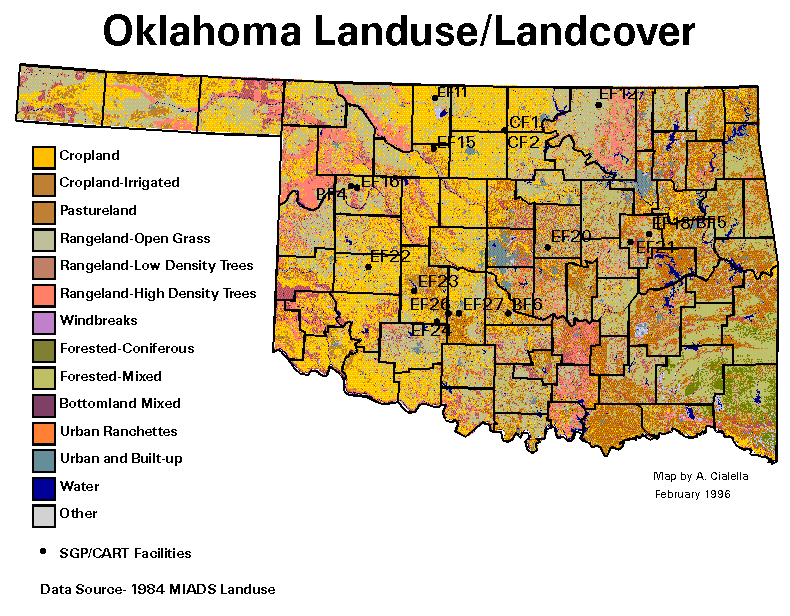 Oklahoma Landuse/Landcover
EF11
EF12
CF1
CF2
EF15
EF16
BF4
EF20
EF22
EF23
EF26
EF27
BF6
EF24
EF21
Cropland
Cropland-Irrigated
Pastureland
Rangeland-Open Grass
Rangeland-Low Density Trees
Rangeland-High Density Trees
Windbreaks
Forested-Coniferous
Forested-Mixed
Bottomland Mixed
Urban Ranchettes
Urban and Built-up
Water
Other
SGP/CART Facilities
Data Source- 1984 MIADS Landuse
Map by A. Cialella
February 1996